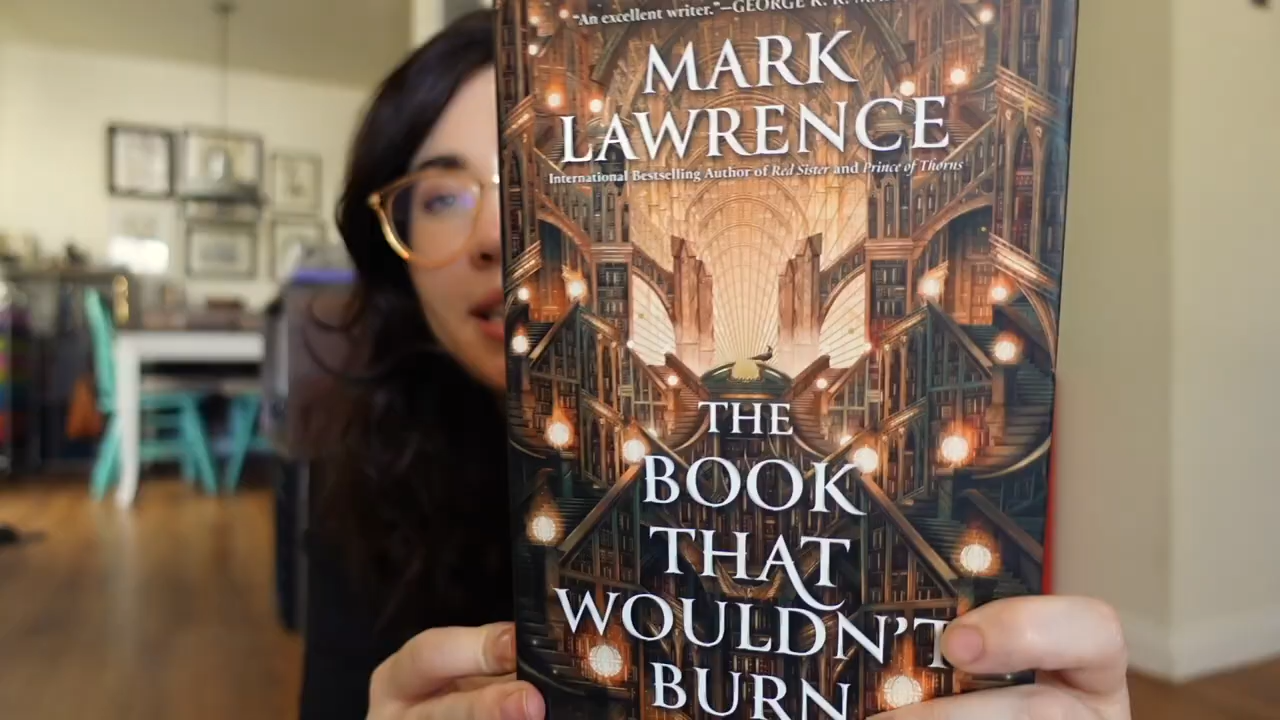 "An excellent writer."—GEORGE R. R.
MARK
LAWRENCE
International Bestselling Author of Red Sister and Prince of Thorns
THE
BOOK
THAT
WOULDN'T
BURN